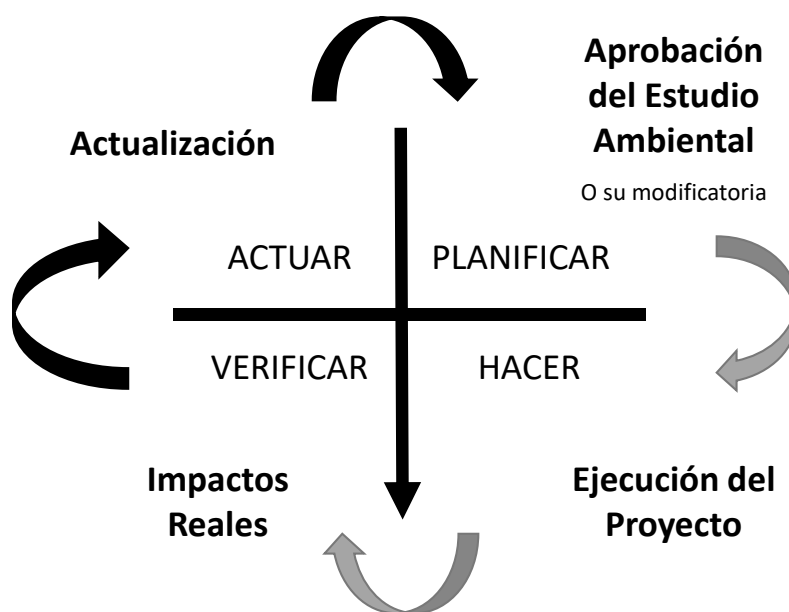 Aprobación
del Estudio
Ambiental
O su modificatoria
Actualización
ACTUAR
PLANIFICAR
VERIFICAR
HACER
Impactos
Reales
Ejecución del
Proyecto